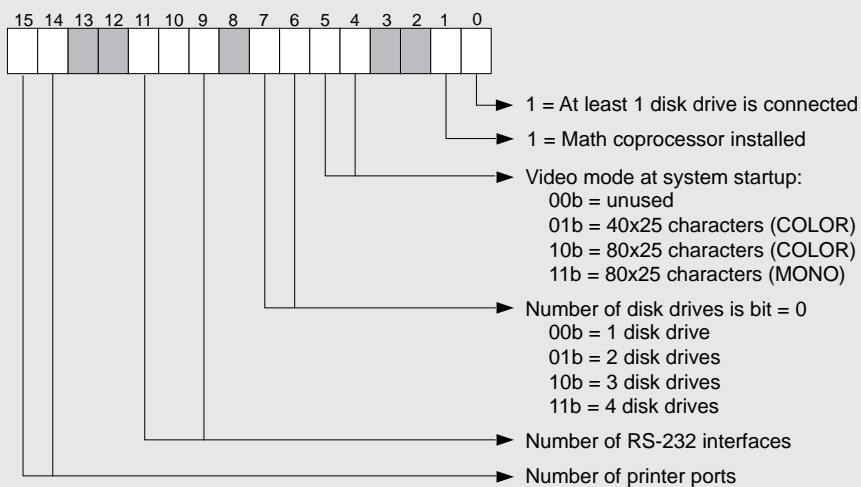 15 14 13 12 11 10 9 8 7 6 5 4 3 2 1 0
1 = At least 1 disk drive is connected
1 = Math coprocessor installed
Video mode at system startup:
00b = unused
01b = 40x25 characters (COLOR)
10b = 80x25 characters (COLOR)
11b = 80x25 characters (MONO)
Number of disk drives is bit = 0
00b = 1 disk drive
01b = 2 disk drives
10b = 3 disk drives
11b = 4 disk drives
Number of RS-232 interfaces
Number of printer ports